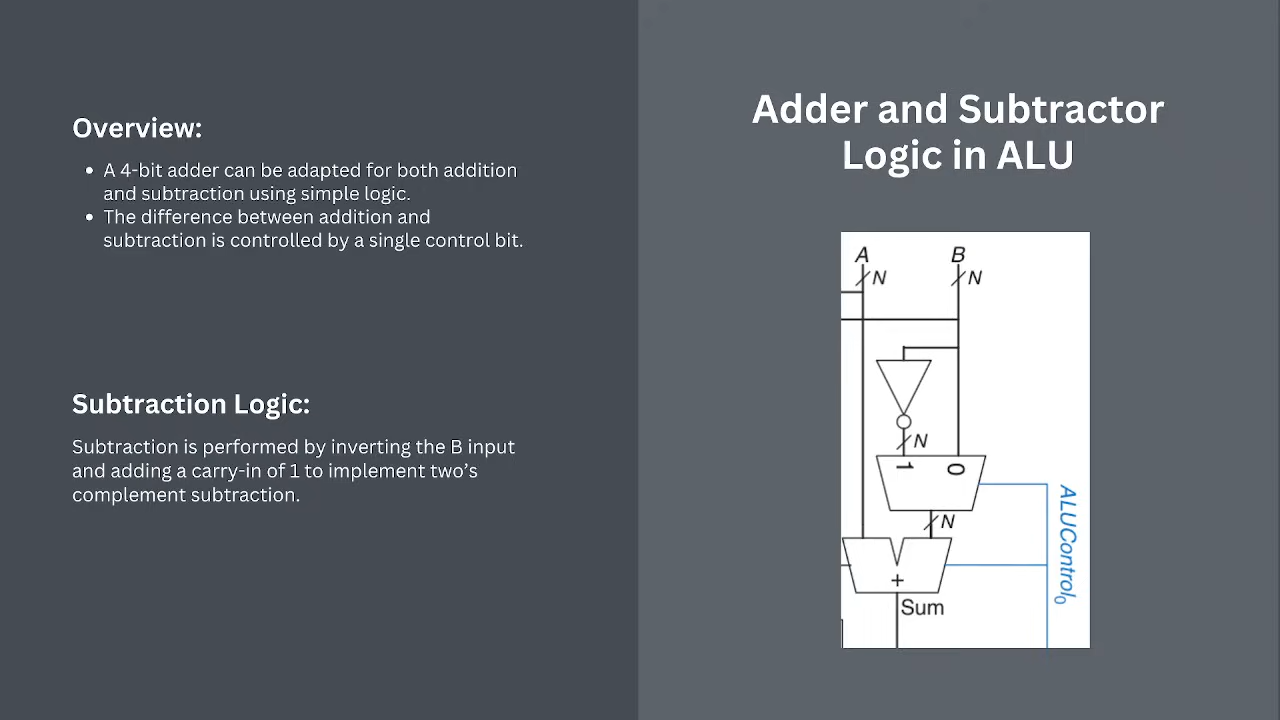 Overview:
• A 4-bit adder can be adapted for both addition
and subtraction using simple logic.
• The difference between addition and
subtraction is controlled by a single control bit.
Subtraction Logic:
Subtraction is performed by inverting the B input
and adding a carry-in of 1 to implement two’s
complement subtraction.
Adder and Subtractor
Logic in ALU
A B
N N
N
1 0
N
ALUControl₀
+
Sum